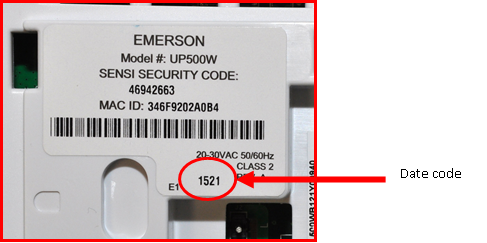 EMERSON
Model #: UP500W
SENSI SECURITY CODE:
46942663
MAC ID: 346F9202A0B4
20-30VAC 50/60Hz
CLASS 2
E1 1521
Date code